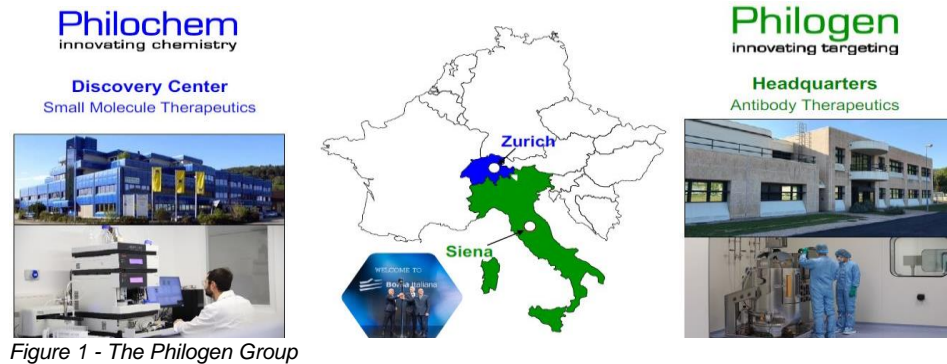 Philochem
innovating chemistry
Discovery Center
Small Molecule Therapeutics
Zurich
Siena
WELCOME TO
Borsa Italiana
Philogen
innovating targeting
Headquarters
Antibody Therapeutics
Figure 1 - The Philogen Group